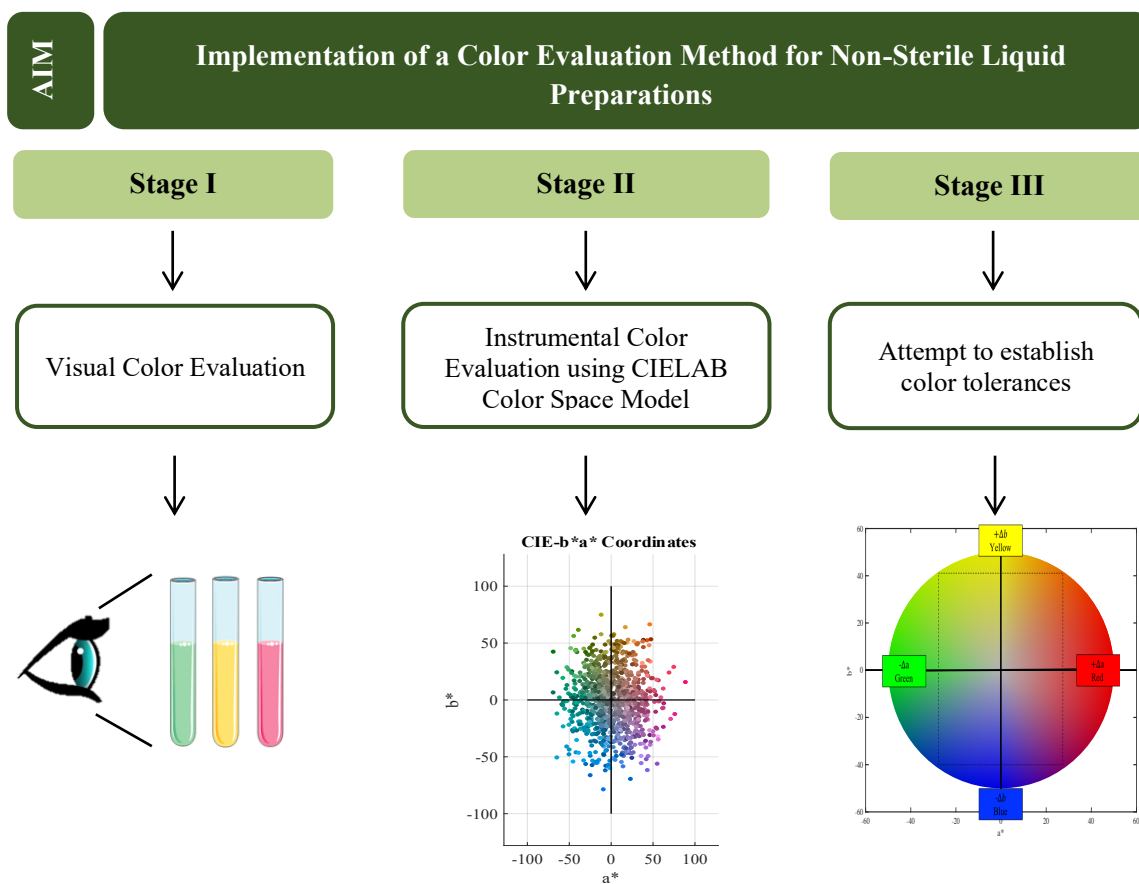 AIM
Implementation of a Color Evaluation Method for Non-Sterile Liquid
Preparations
Stage I
Stage II
Stage III
Visual Color Evaluation
Instrumental Color
Evaluation using CIELAB
Color Space Model
Attempt to establish
color tolerances
CIE-b*a* Coordinates
100
50
0
-50
-100
b*
-100
-50
0
50
100
a*
60
40
20
0
-20
-40
-60
b*
+Δb
Yellow
-Δa
Green
+Δa
Red
-Δb
Blue
-60
-40
-20
0
20
40
60
a*